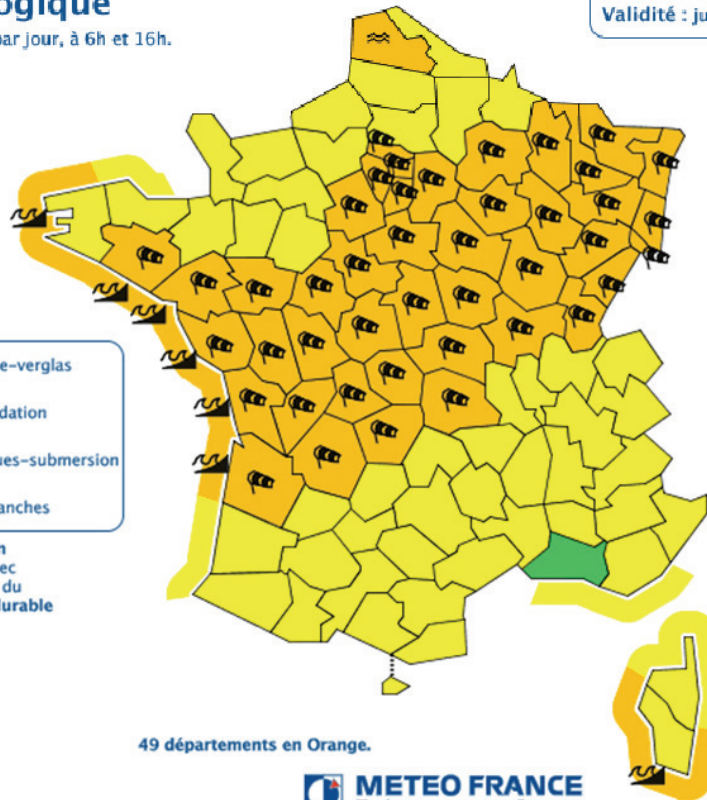 ogique
par jour, à 6h et 16h.
Validité : ju
e-verglas
dation
ues-submersion
anches
n
ec
du
durable
49 départements en Orange.
METEO FRANCE